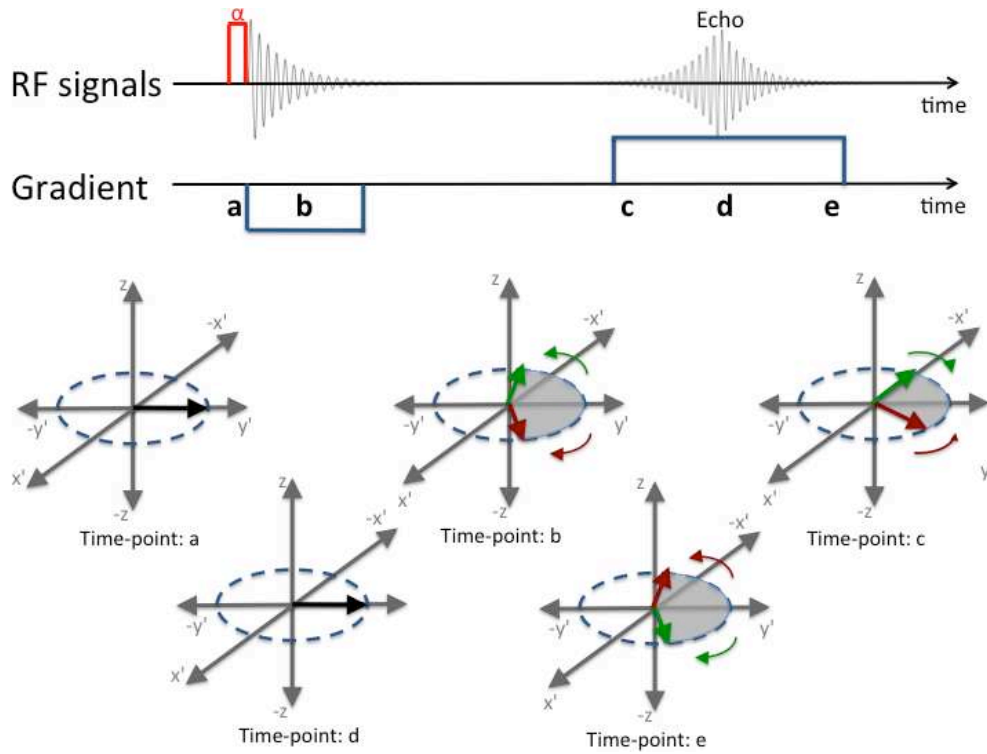 α
Echo
RF signals
time
Gradient
a b c d e
time
z
-x'
-y' y'
x'
-z
Time-point: a
z
-x'
-y' y'
x'
-z
Time-point: b
z
-x'
-y'
y'
x'
-z
Time-point: c
z
-x'
-y' y'
x'
-z
Time-point: d
z
-x'
-y' y'
x'
-z
Time-point: e